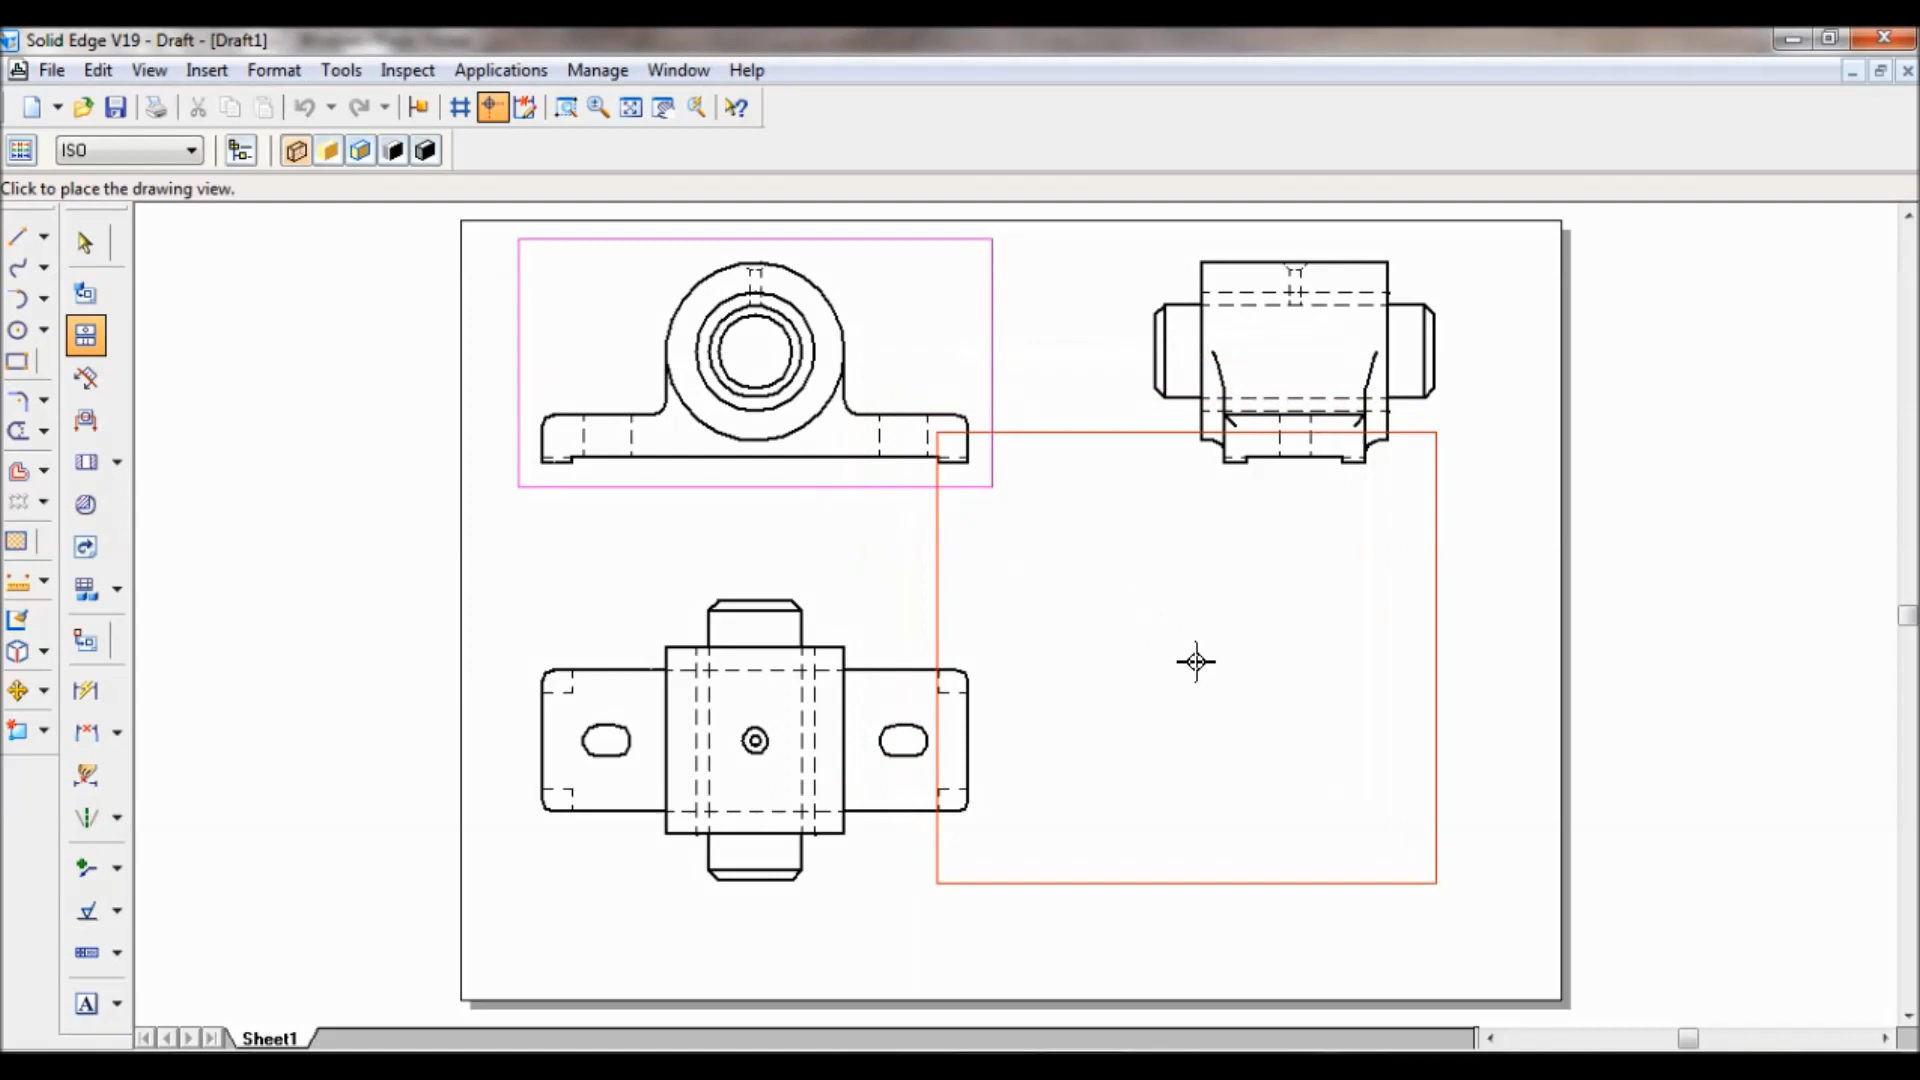 Solid Edge V19 - Draft - [Draft1]
File Edit View Insert Format Tools Inspect Applications Manage Window Help
ISO
Click to place the drawing view.
A
Sheet1